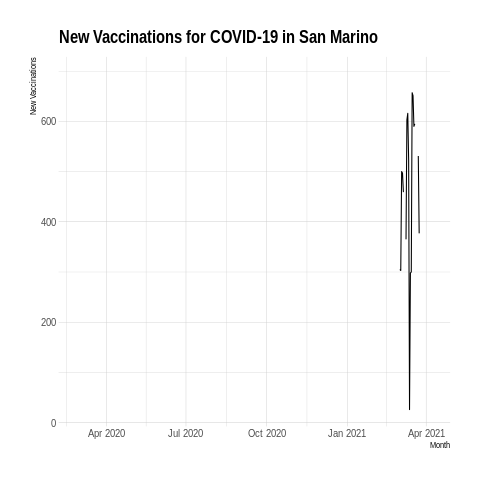 New Vaccinations for COVID-19 in San Marino
New Vaccinations
600
400
200
0
Apr 2020 Jul 2020 Oct 2020 Jan 2021 Apr 2021
Month